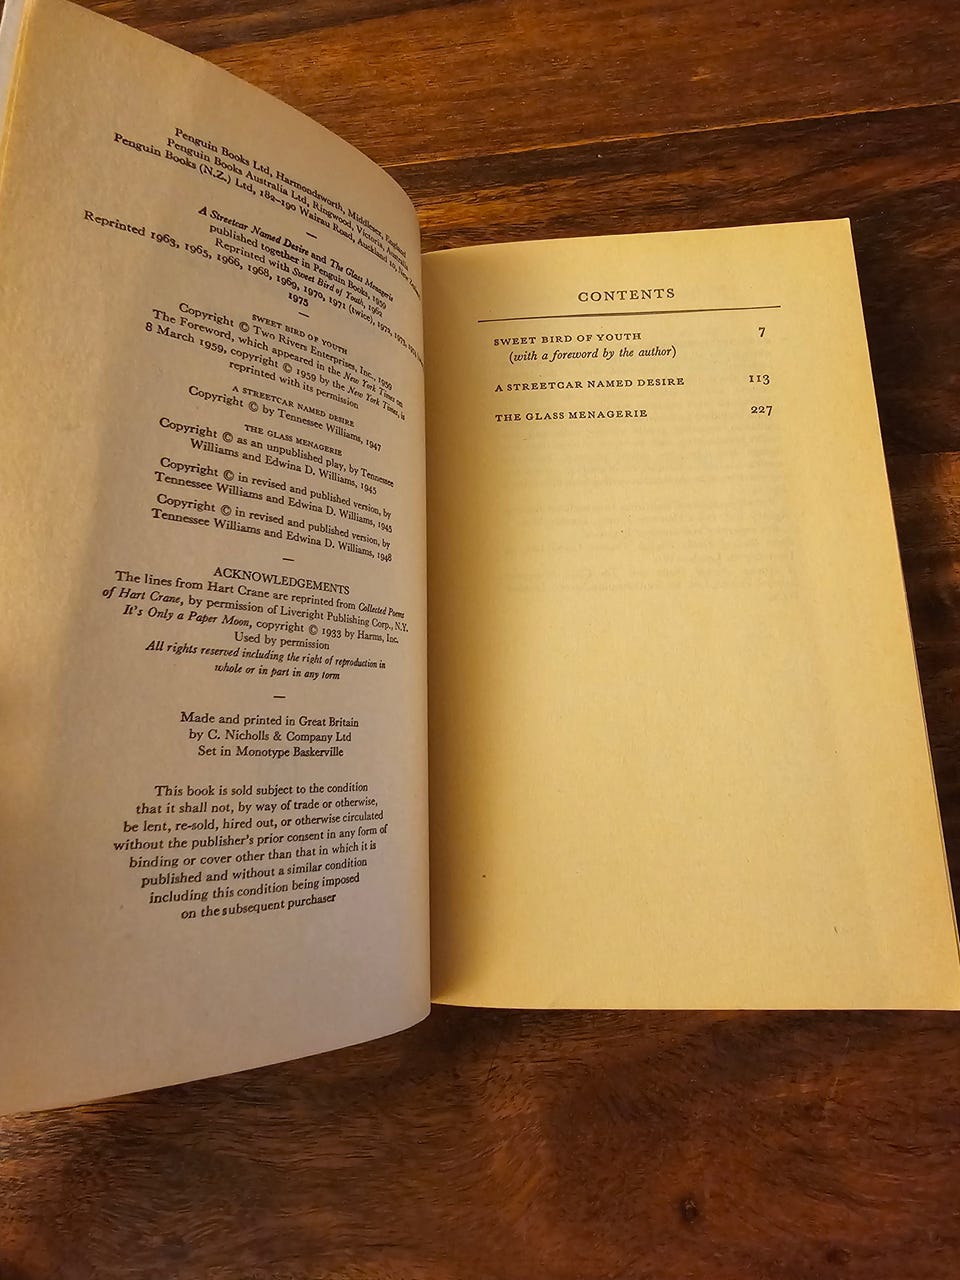 Penguin Books Ltd, Harmondsworth, Middlesex, England
Penguin Books Australia Ltd, Ringwood, Victoria, Australia
Penguin Books (N.Z.) Ltd, 182–190 Wairau Road, Auckland 10, New
—
A Streetcar Named Desire and The Glass Menagerie
published together in Penguin Books, 1959
Reprinted with Sweet Bird of Youth, 1962
Reprinted 1963, 1965, 1966, 1968, 1969, 1970, 1971 (twice), 1972, 1973,
1975
—
SWEET BIRD OF YOUTH
Copyright © Two Rivers Enterprises, Inc., 1959
The Foreword, which appeared in the New York Times on
8 March 1959, copyright © 1959 by the New York Times, is
reprinted with its permission
A STREETCAR NAMED DESIRE
Copyright © by Tennessee Williams, 1947
THE GLASS MENAGERIE
Copyright © as an unpublished play, by Tennessee
Williams and Edwina D. Williams, 1945
Copyright © in revised and published version, by
Tennessee Williams and Edwina D. Williams, 1945
Copyright © in revised and published version, by
Tennessee Williams and Edwina D. Williams, 1948
—
ACKNOWLEDGEMENTS
The lines from Hart Crane are reprinted from Collected Poems
of Hart Crane, by permission of Liveright Publishing Corp., N.Y.
It's Only a Paper Moon, copyright © 1933 by Harms, Inc.
Used by permission
All rights reserved including the right of reproduction in
whole or in part in any form
—
Made and printed in Great Britain
by C. Nicholls & Company Ltd
Set in Monotype Baskerville
This book is sold subject to the condition
that it shall not, by way of trade or otherwise,
be lent, re-sold, hired out, or otherwise circulated
without the publisher's prior consent in any form of
binding or cover other than that in which it is
published and without a similar condition
including this condition being imposed
on the subsequent purchaser
CONTENTS
SWEET BIRD OF YOUTH 7
(with a foreword by the author)
A STREETCAR NAMED DESIRE 113
THE GLASS MENAGERIE 227